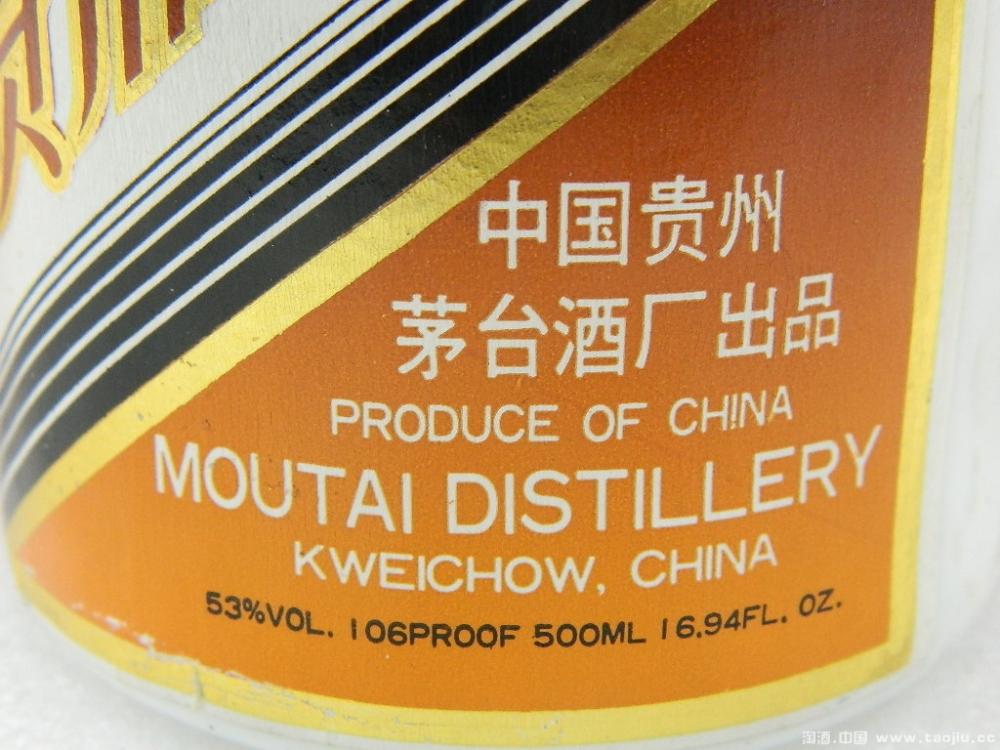 中国贵州
茅台酒厂出品
PRODUCE OF CHINA
MOUTAI DISTILLERY
KWEICHOW, CHINA
53%VOL. 106PROOF 500ML 16.94FL. OZ.
淘酒.中国 www.taojiu.cc